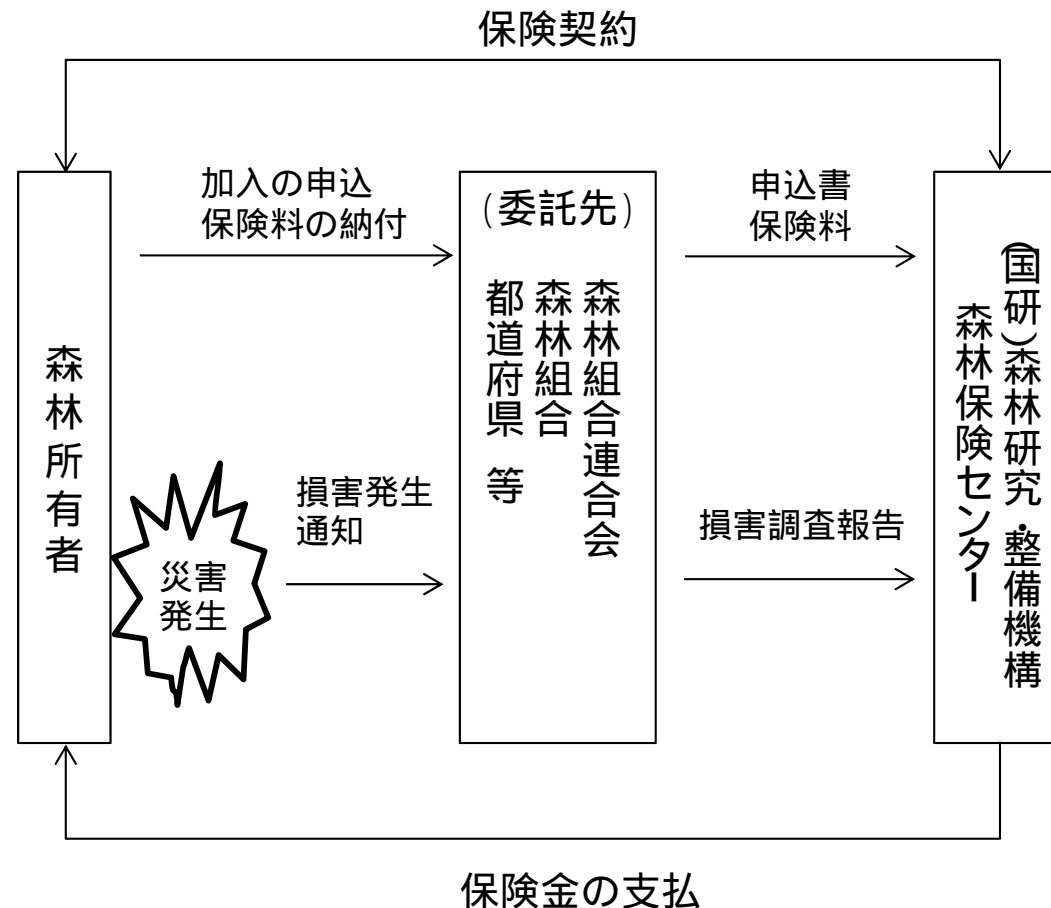 保険契約
加入の申込
保険料の納付
(委託先)
申込書
保険料
森林所有者
森林組合連合会
森林組合
都道府県 等
(国研)森林研究・整備機構
森林保険センター
災害
発生
損害発生
通知
損害調査報告
保険金の支払